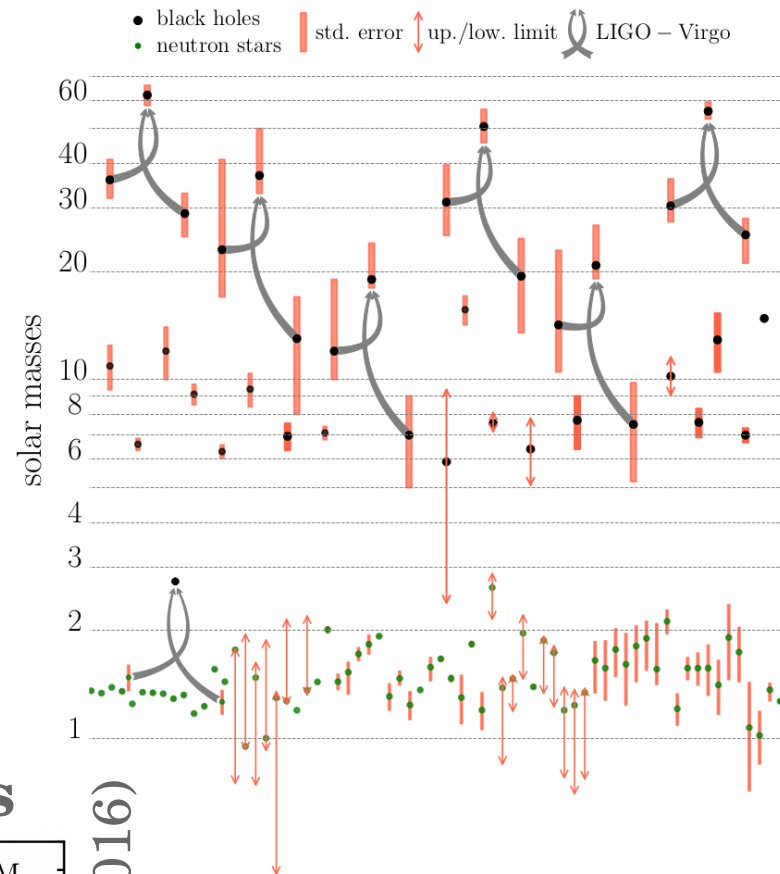 black holes
neutron stars
std. error
up./low. limit
LIGO – Virgo
solar masses
60
40
30
20
10
8
6
4
3
2
1
s
016)
M